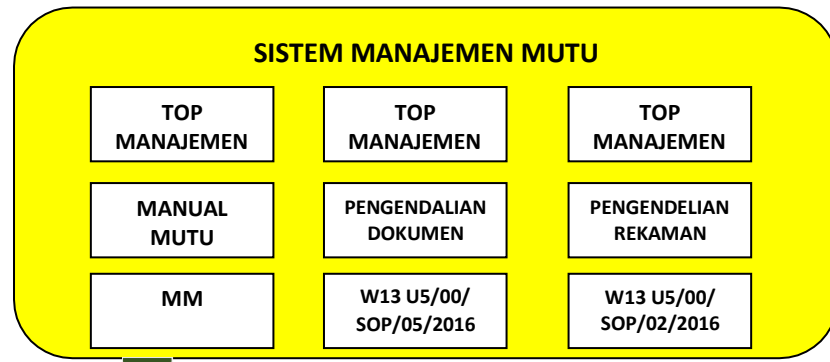 SISTEM MANAJEMEN MUTU
TOP
MANAJEMEN
TOP
MANAJEMEN
TOP
MANAJEMEN
MANUAL
MUTU
PENGENDALIAN
DOKUMEN
PENGENDELIAN
REKAMAN
MM
W13 U5/00/
SOP/05/2016
W13 U5/00/
SOP/02/2016